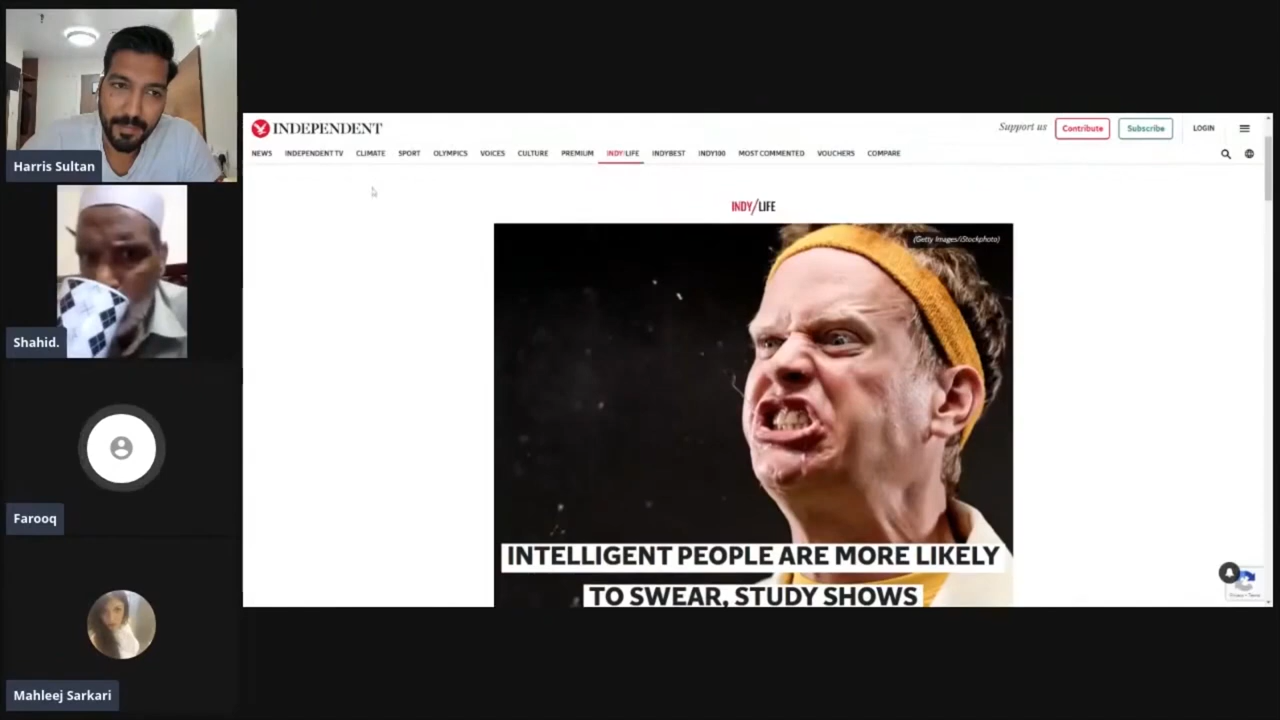 Harris Sultan
Shahid.
Farooq
Mahleej Sarkari
INDEPENDENT
Support us
Contribute
Subscribe
LOGIN
NEWS INDEPENDENT TV CLIMATE SPORT OLYMPICS VOICES CULTURE PREMIUM INDY/LIFE INDYBEST INDY100 MOST COMMENTED VOUCHERS COMPARE
INDY/LIFE
(Getty Images/iStockphoto)
INTELLIGENT PEOPLE ARE MORE LIKELY
TO SWEAR, STUDY SHOWS